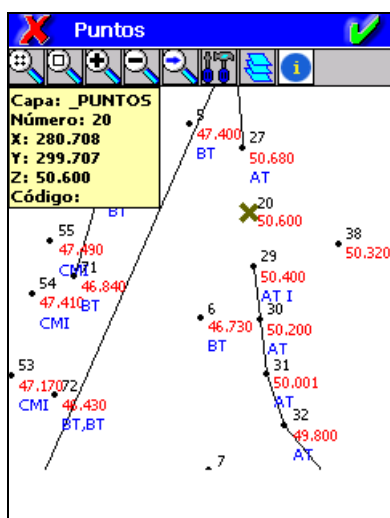 Puntos
Capa: _PUNTOS
Número: 20
X: 280.708
Y: 299.707
Z: 50.600
Código:
5
47.400
BT
27
50.680
AT
BT
20
50.600
55
47.490
CMI
38
50.320
71
46.840
BT
29
50.400
AT I
54
47.410
CMI
6
46.730
BT
30
50.200
AT
53
47.170
CMI
72
46.430
BT,BT
31
50.001
AT
32
49.800
AT
7